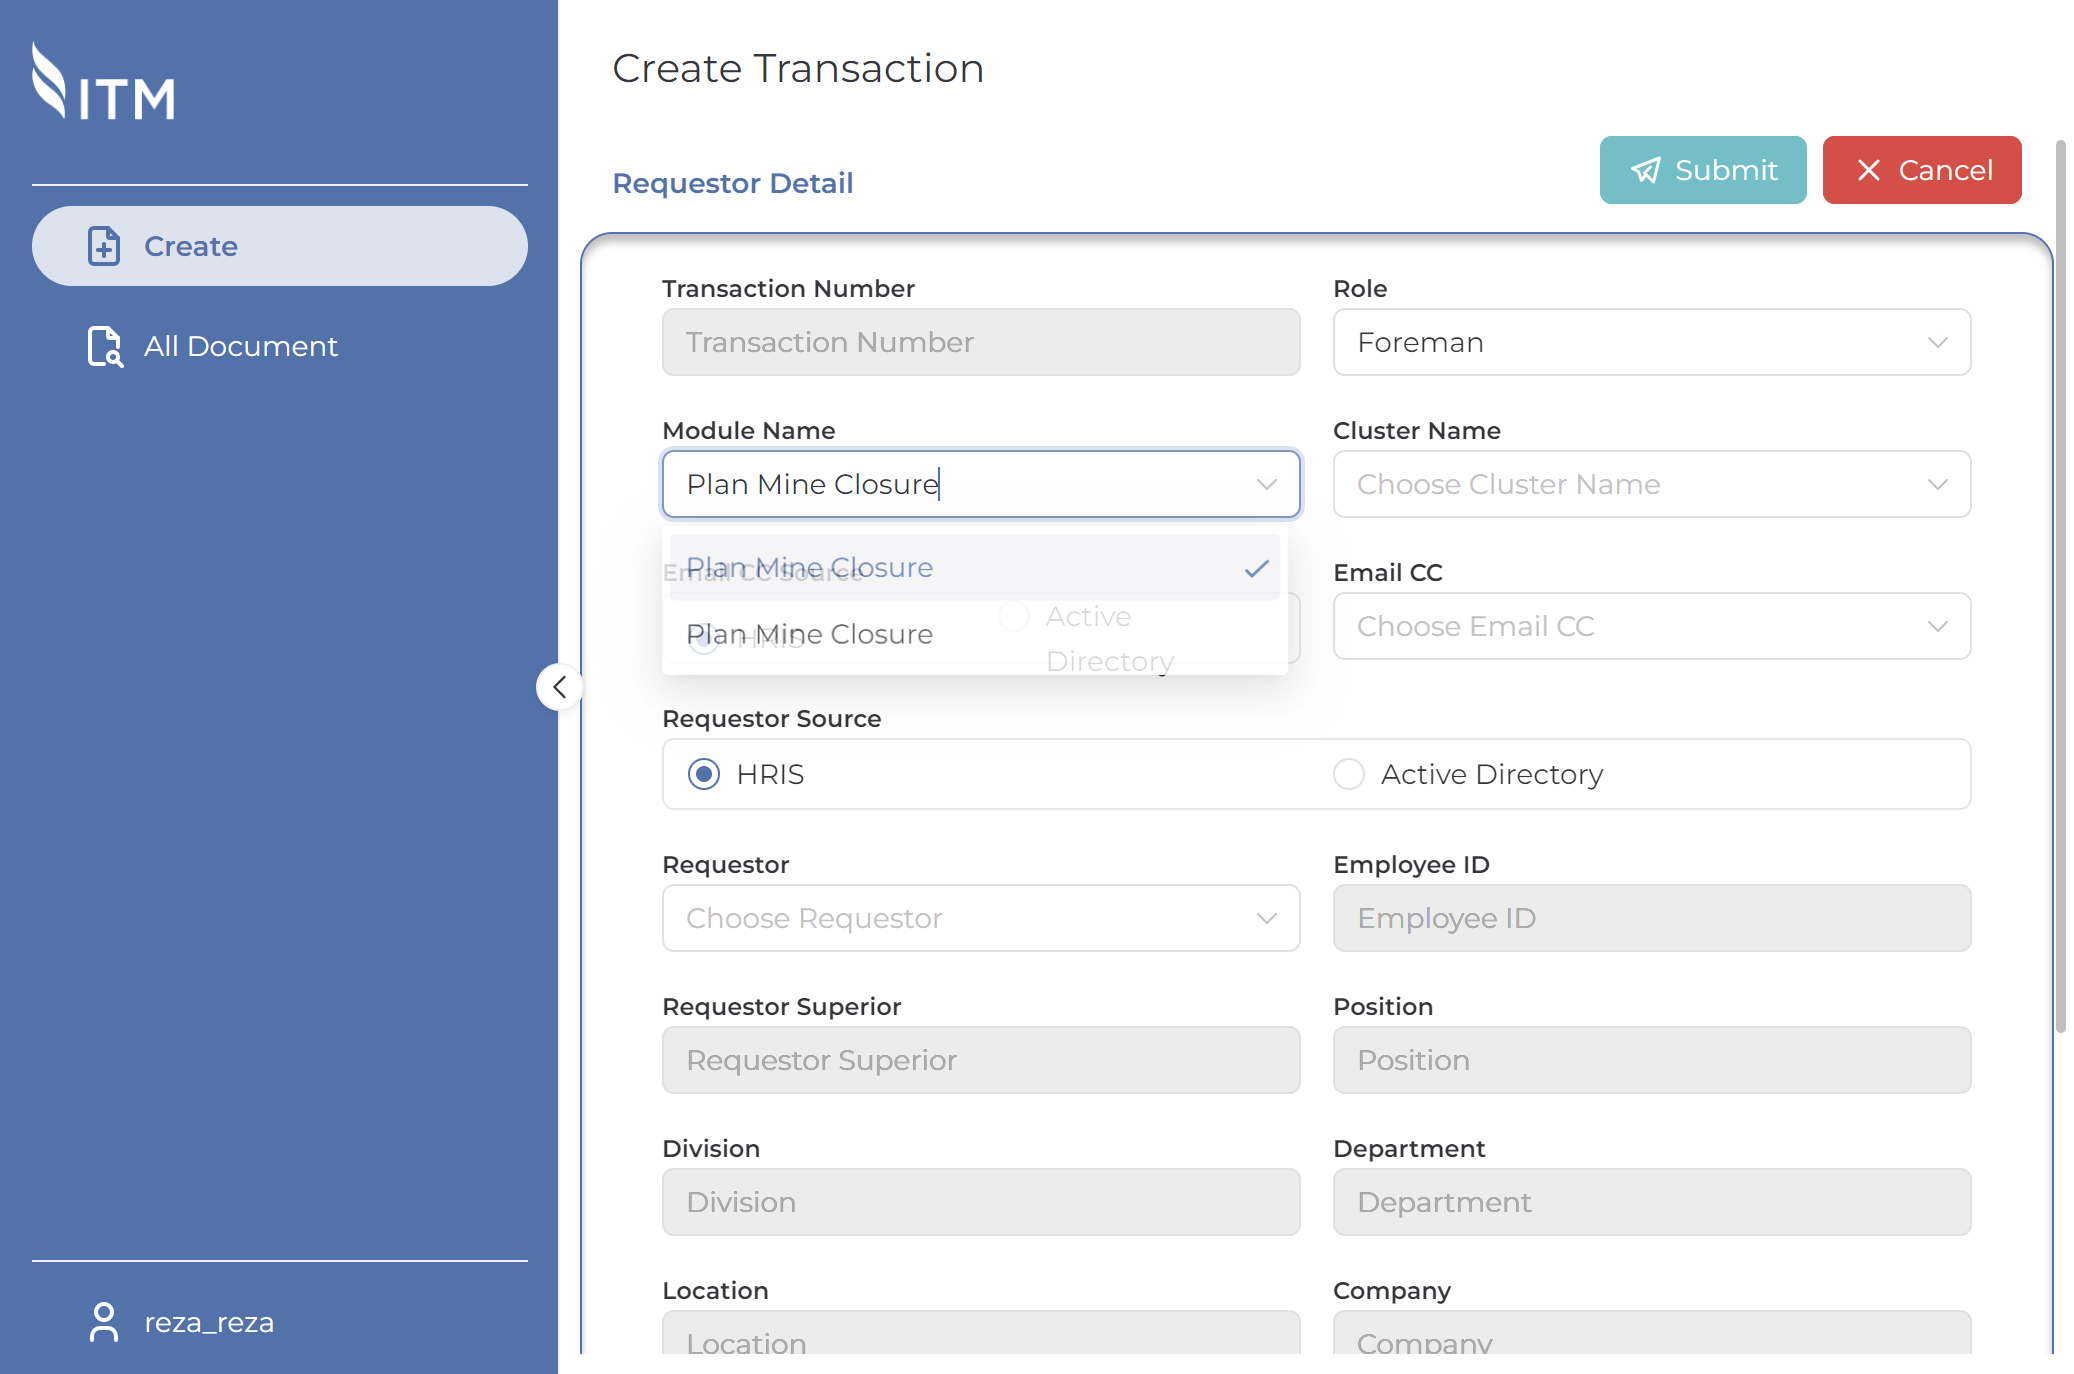 ITM
Create
All Document
reza_reza
Create Transaction
Requestor Detail
Submit
Cancel
Transaction Number
Transaction Number
Role
Foreman
Module Name
Plan Mine Closure
Cluster Name
Choose Cluster Name
Plan Mine Closure
Email CC Source
Plan Mine Closure
HRIS
Active
Directory
Email CC
Choose Email CC
Requestor Source
HRIS
Active Directory
Requestor
Choose Requestor
Employee ID
Employee ID
Requestor Superior
Requestor Superior
Position
Position
Division
Division
Department
Department
Location
Location
Company
Company